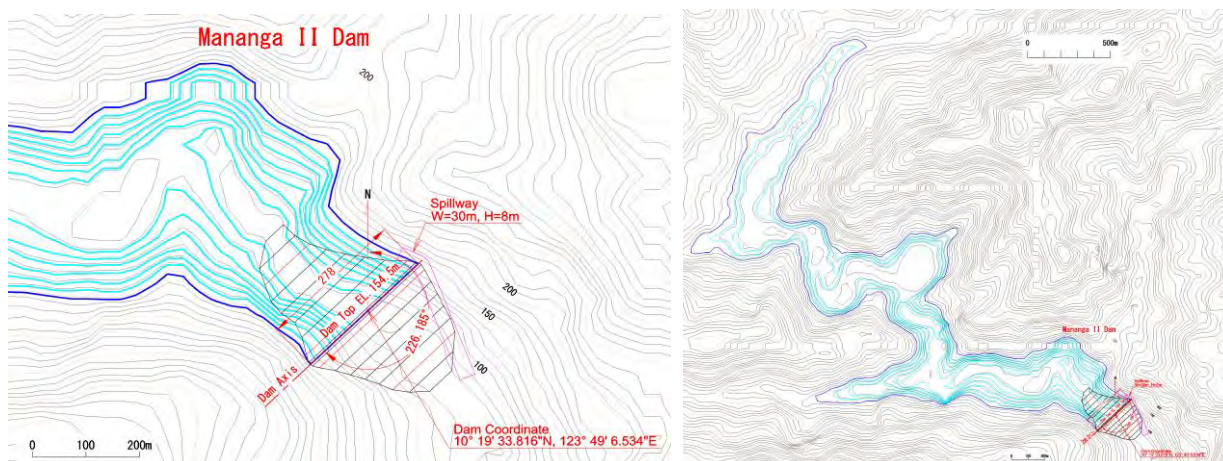 Mananga II Dam
200
N
Spillway
W=30m, H=8m
278
Dam Top EL 154.5m
200
150
226.185°
100
Dam Axis
Dam Coordinate
10° 19' 33.816"N, 123° 49' 6.534"E
0 100 200m
0 500m
Mananga II Dam